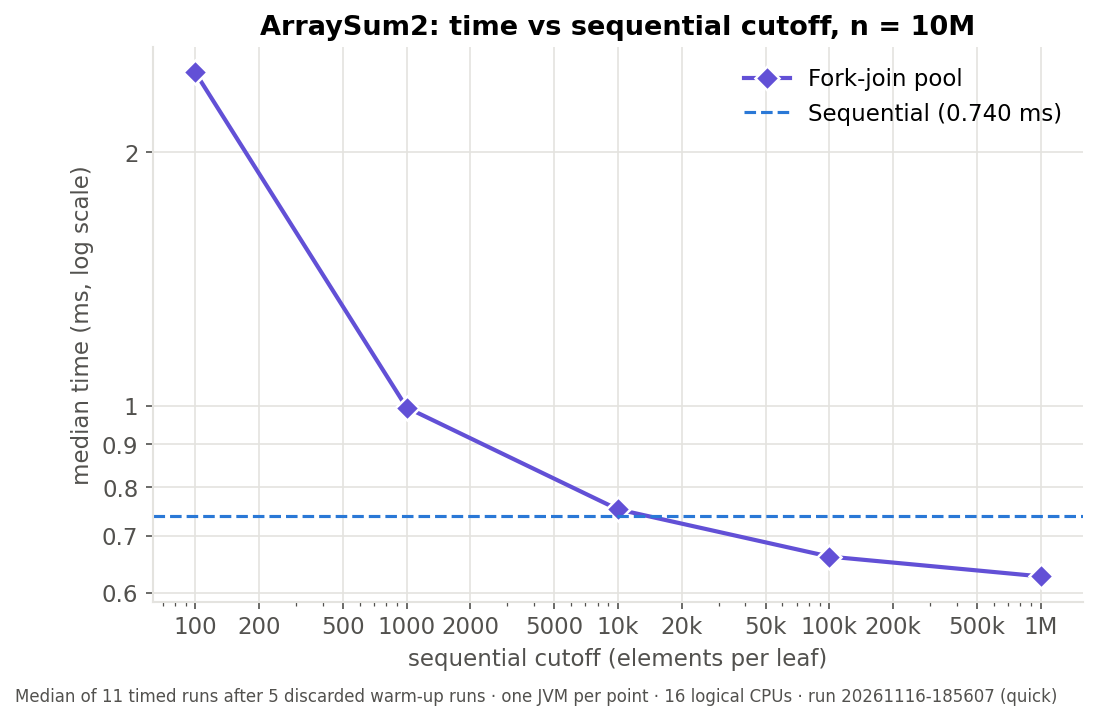 ArraySum2: time vs sequential cutoff, n = 10M
Fork-join pool
Sequential (0.740 ms)
median time (ms, log scale)
2
1
0.9
0.8
0.7
0.6
100 200 500 1000 2000 5000 10k 20k 50k 100k 200k 500k 1M
sequential cutoff (elements per leaf)
Median of 11 timed runs after 5 discarded warm-up runs · one JVM per point · 16 logical CPUs · run 20261116-185607 (quick)